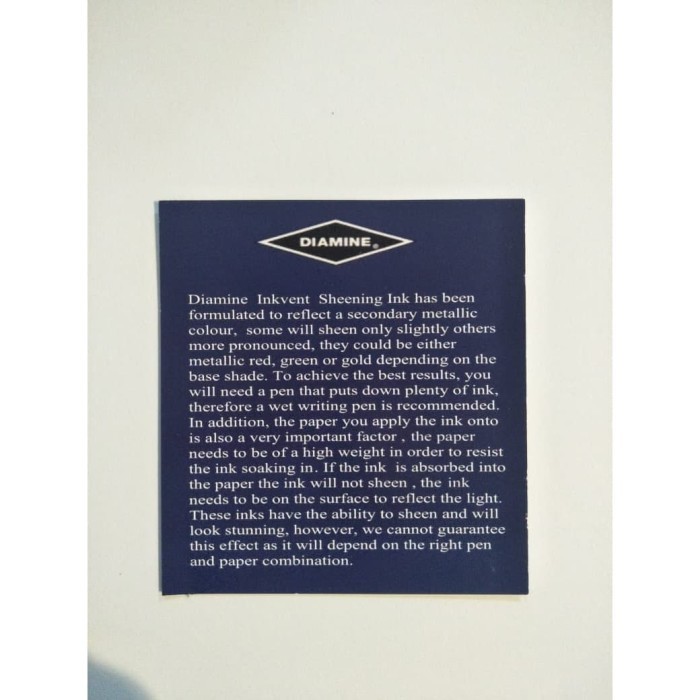 DIAMINE®
Diamine Inkvent Sheening Ink has been
formulated to reflect a secondary metallic
colour, some will sheen only slightly others
more pronounced, they could be either
metallic red, green or gold depending on the
base shade. To achieve the best results, you
will need a pen that puts down plenty of ink,
therefore a wet writing pen is recommended.
In addition, the paper you apply the ink onto
is also a very important factor , the paper
needs to be of a high weight in order to resist
the ink soaking in. If the ink is absorbed into
the paper the ink will not sheen , the ink
needs to be on the surface to reflect the light.
These inks have the ability to sheen and will
look stunning, however, we cannot guarantee
this effect as it will depend on the right pen
and paper combination.